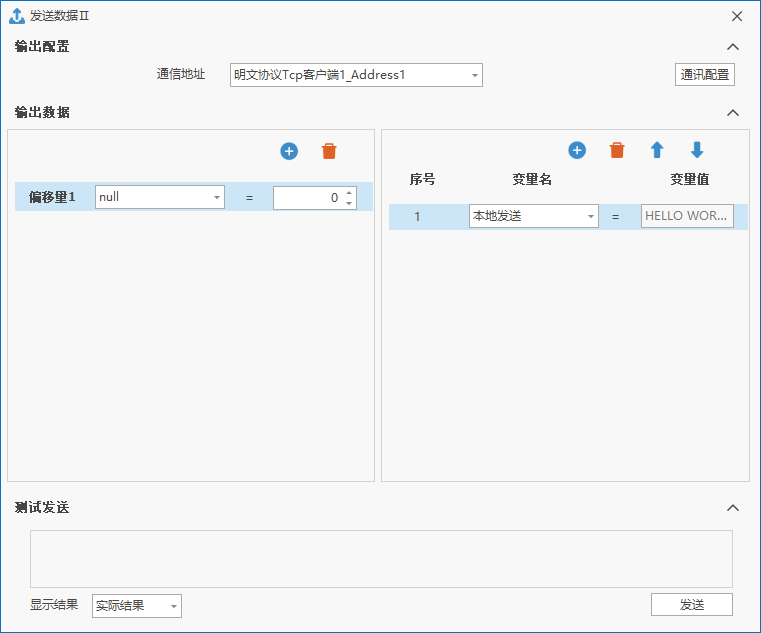 发送数据Ⅱ
输出配置
通信地址 明文协议Tcp客户端1_Address1 通讯配置
输出数据
序号 变量名 变量值
偏移量1 null = 0
1 本地发送 = HELLO WOR...
测试发送
显示结果 实际结果 发送